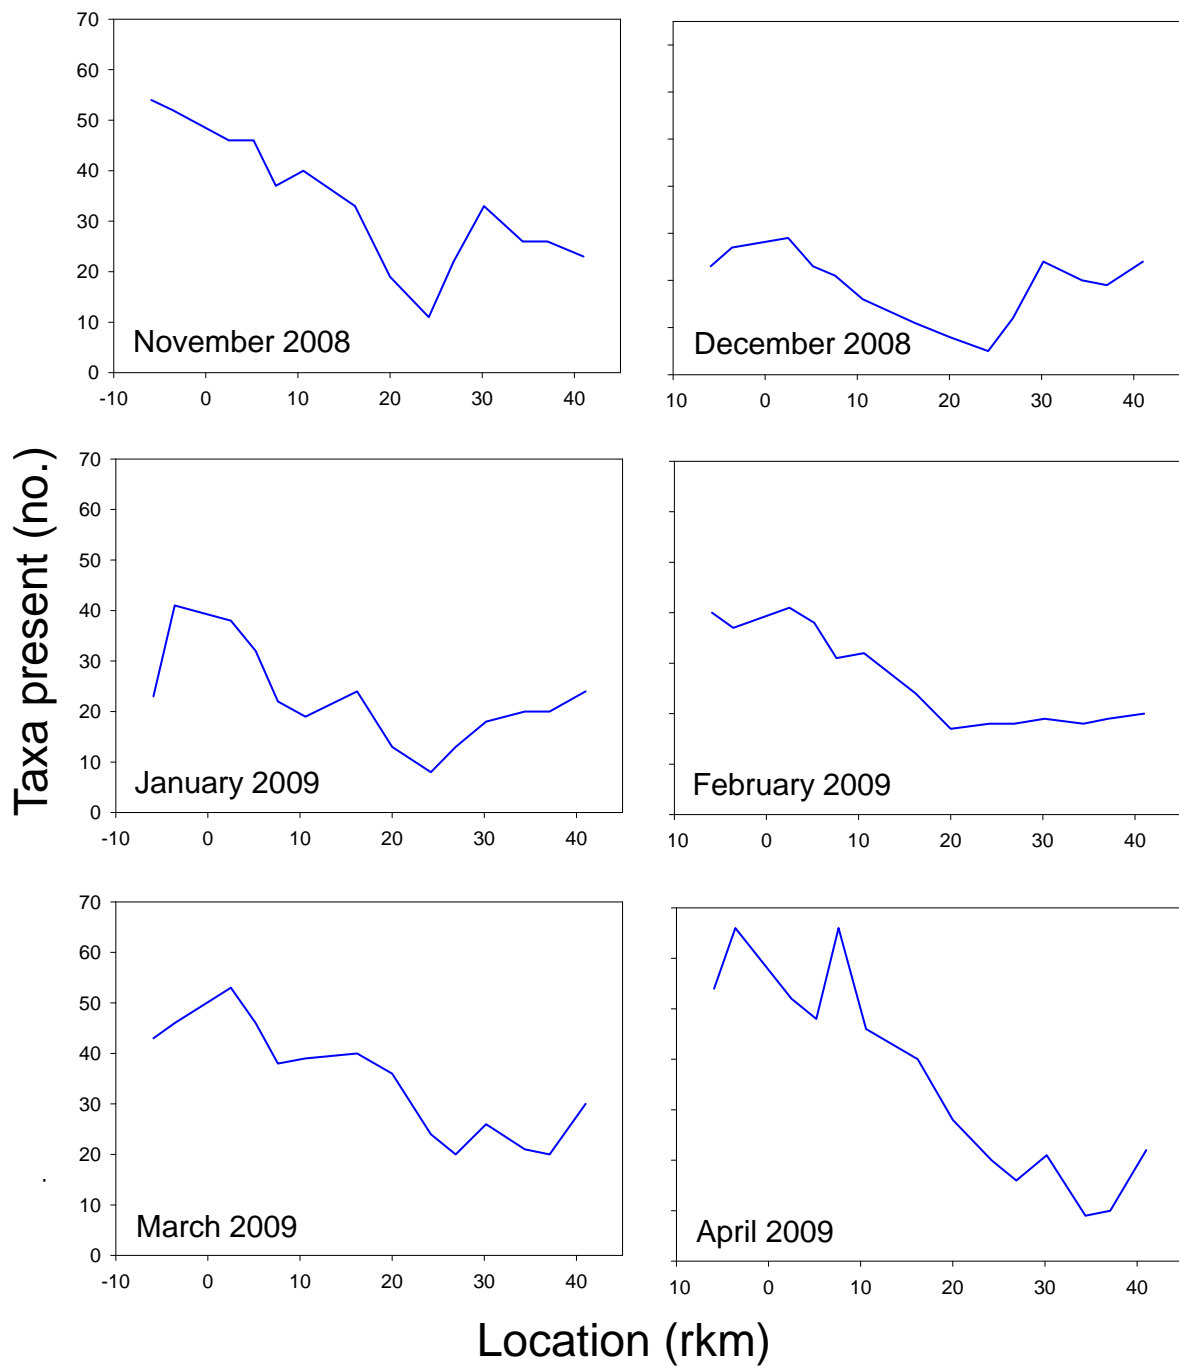 70
60
50
40
30
20
10
0
November 2008
-10 0 10 20 30 40
December 2008
10 0 10 20 30 40
Taxa present (no.)
70
60
50
40
30
20
10
0
January 2009
-10 0 10 20 30 40
February 2009
10 0 10 20 30 40
70
60
50
40
30
20
10
0
March 2009
-10 0 10 20 30 40
April 2009
10 0 10 20 30 40
.
Location (rkm)